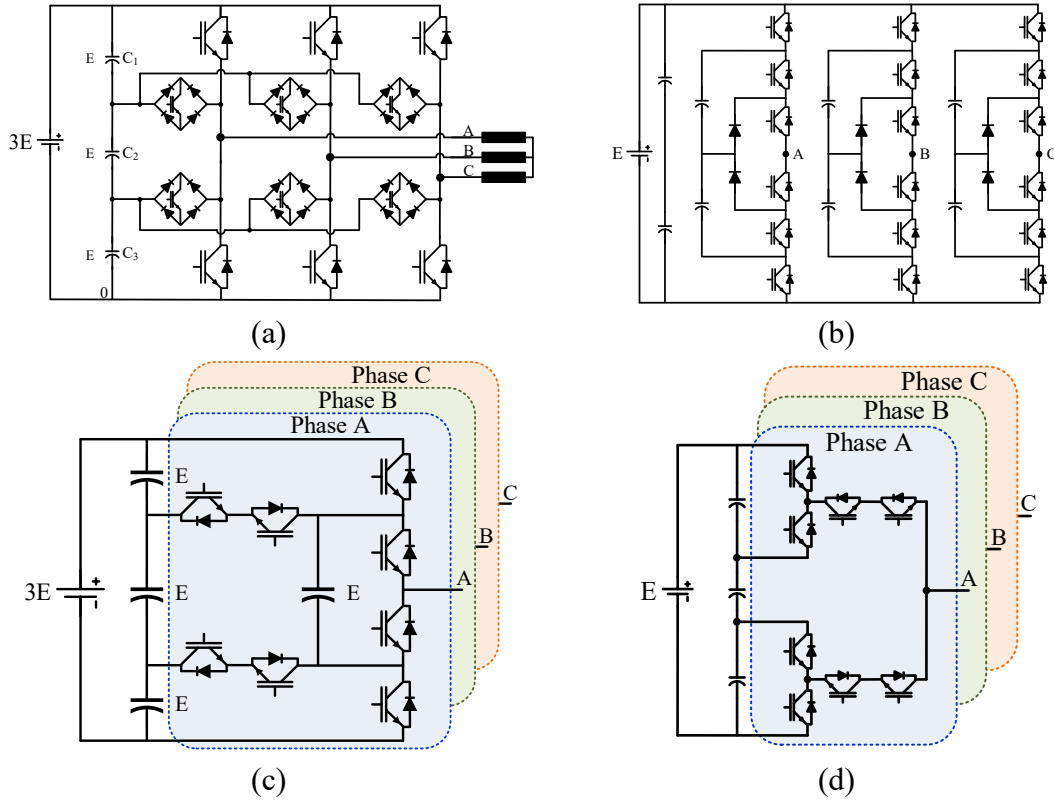 E C₁
3E + -
E C₂
E C₃
0
A
B
C
(a)
E + -
A B C
(b)
Phase C
Phase B
Phase A
E
3E + -
E E
E
A
B
C
(c)
Phase C
Phase B
Phase A
E + -
A
B
C
(d)